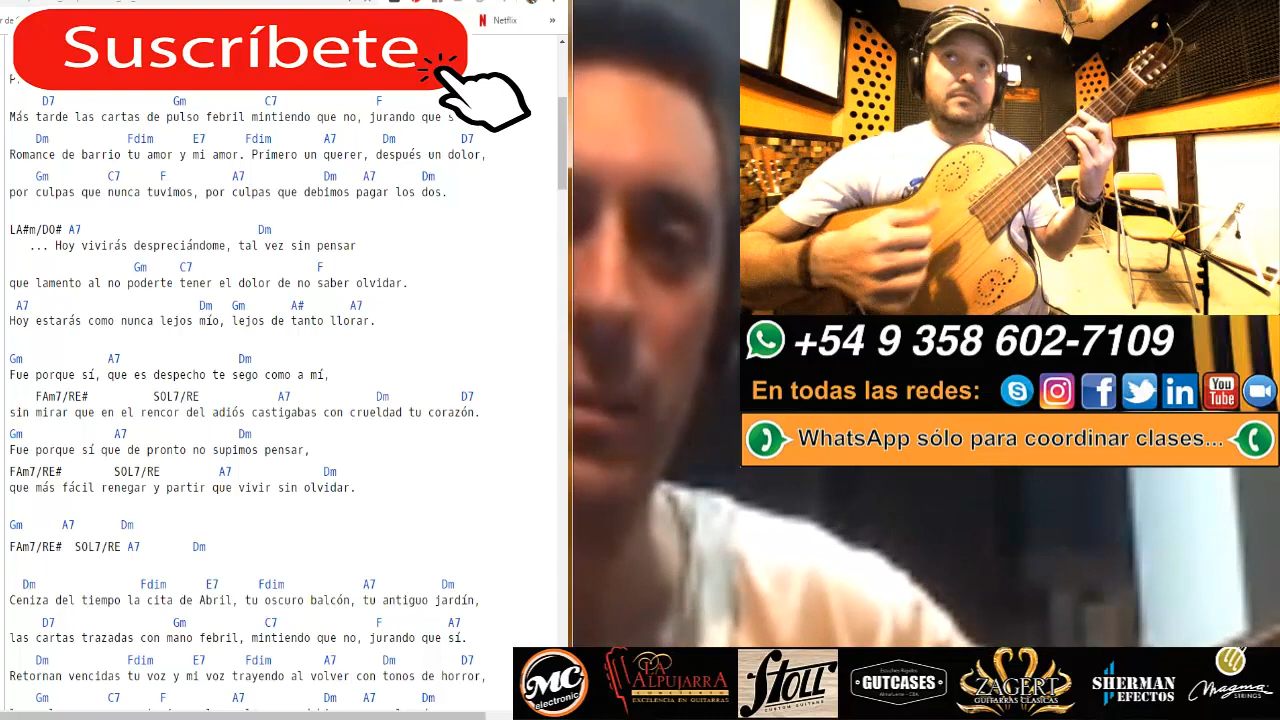 Netflix
»
Suscríbete
D7 Gm C7 F
Más tarde las cartas de pulso febril mintiendo que no, jurando que
Dm Fdim E7 Fdim A7 Dm D7
Romance de barrio tu amor y mi amor. Primero un querer, después un dolor,
Gm C7 F A7 Dm A7 Dm
por culpas que nunca tuvimos, por culpas que debimos pagar los dos.
LA#m/DO# A7 Dm
... Hoy vivirás despreciándome, tal vez sin pensar
Gm C7 F
que lamento al no poderte tener el dolor de no saber olvidar.
A7 Dm Gm A# A7
Hoy estarás como nunca lejos mío, lejos de tanto llorar.
Gm A7 Dm
Fue porque sí, que es despecho te sego como a mí,
FAm7/RE# SOL7/RE A7 Dm D7
sin mirar que en el rencor del adiós castigabas con crueldad tu corazón.
Gm A7 Dm
Fue porque sí que de pronto no supimos pensar,
FAm7/RE# SOL7/RE A7 Dm
que más fácil renegar y partir que vivir sin olvidar.
Gm A7 Dm
FAm7/RE# SOL7/RE A7 Dm
Dm Fdim E7 Fdim A7 Dm
Ceniza del tiempo la cita de Abril, tu oscuro balcón, tu antiguo jardín,
D7 Gm C7 F A7
las cartas trazadas con mano febril, mintiendo que no, jurando que sí.
Dm Fdim E7 Fdim A7 Dm D7
Retornan vencidas tu voz y mi voz trayendo al volver con tonos de horror,
Gm C7 F A7 Dm A7 Dm
+54 9 358 602-7109
En todas las redes:
in
You
Tube
WhatsApp sólo para coordinar clases...
MC
electronic
LA
ALPUJARRA
EXCELENCIA EN GUITARRAS
STOLL
CUSTOM GUITARS
GUTCASES
ZAGERT
GUITARRAS CLASICAS
SHERMAN
EFECTOS
Magma
STRINGS